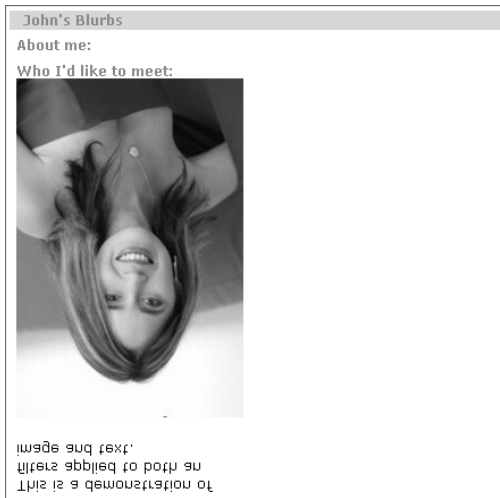 John's Blurbs
About me:
Who I'd like to meet:
This is a demonstration of
filters applied to both an
image and text.